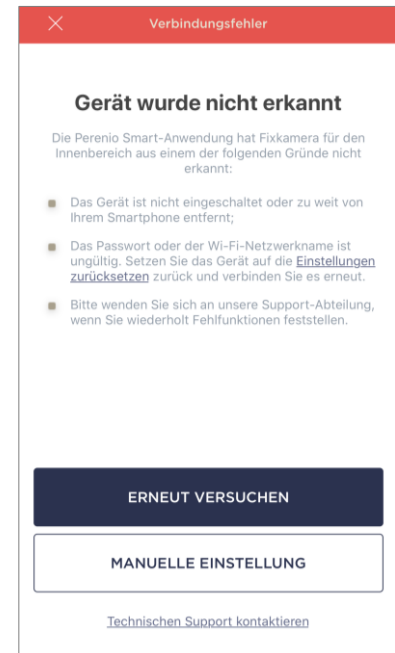 Verbindungsfehler
Gerät wurde nicht erkannt
Die Perenio Smart-Anwendung hat Fixkamera für den
Innenbereich aus einem der folgenden Gründe nicht
erkannt:
Das Gerät ist nicht eingeschaltet oder zu weit von
Ihrem Smartphone entfernt;
Das Passwort oder der Wi-Fi-Netzwerkname ist
ungültig. Setzen Sie das Gerät auf die Einstellungen
zurücksetzen zurück und verbinden Sie es erneut.
Bitte wenden Sie sich an unsere Support-Abteilung,
wenn Sie wiederholt Fehlfunktionen feststellen.
ERNEUT VERSUCHEN
MANUELLE EINSTELLUNG
Technischen Support kontaktieren